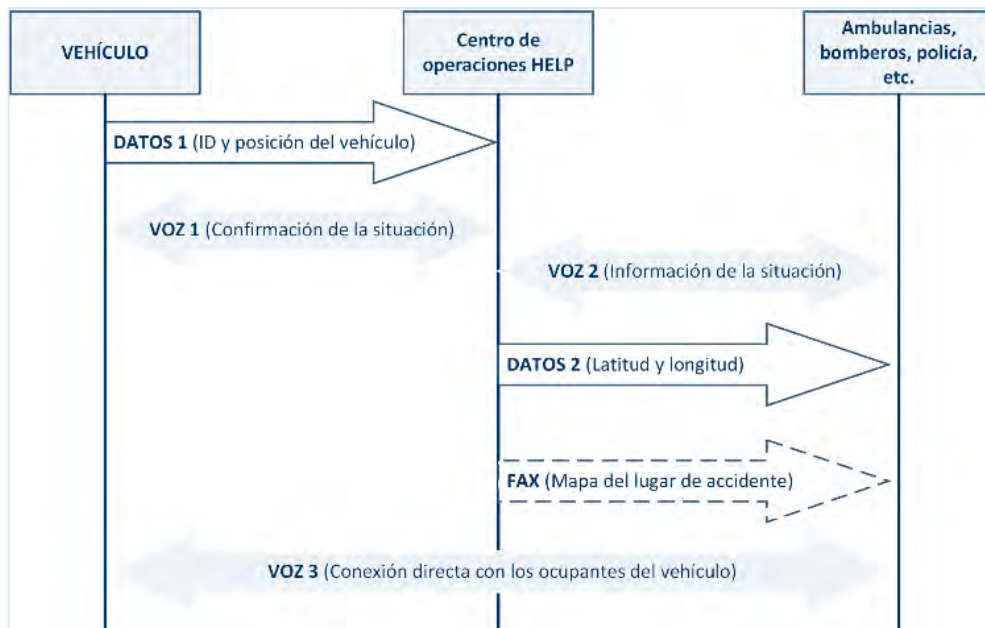 VEHÍCULO
Centro de
operaciones HELP
Ambulancias,
bomberos, policía,
etc.
DATOS 1 (ID y posición del vehículo)
VOZ 1 (Confirmación de la situación)
VOZ 2 (Información de la situación)
DATOS 2 (Latitud y longitud)
FAX (Mapa del lugar de accidente)
VOZ 3 (Conexión directa con los ocupantes del vehículo)